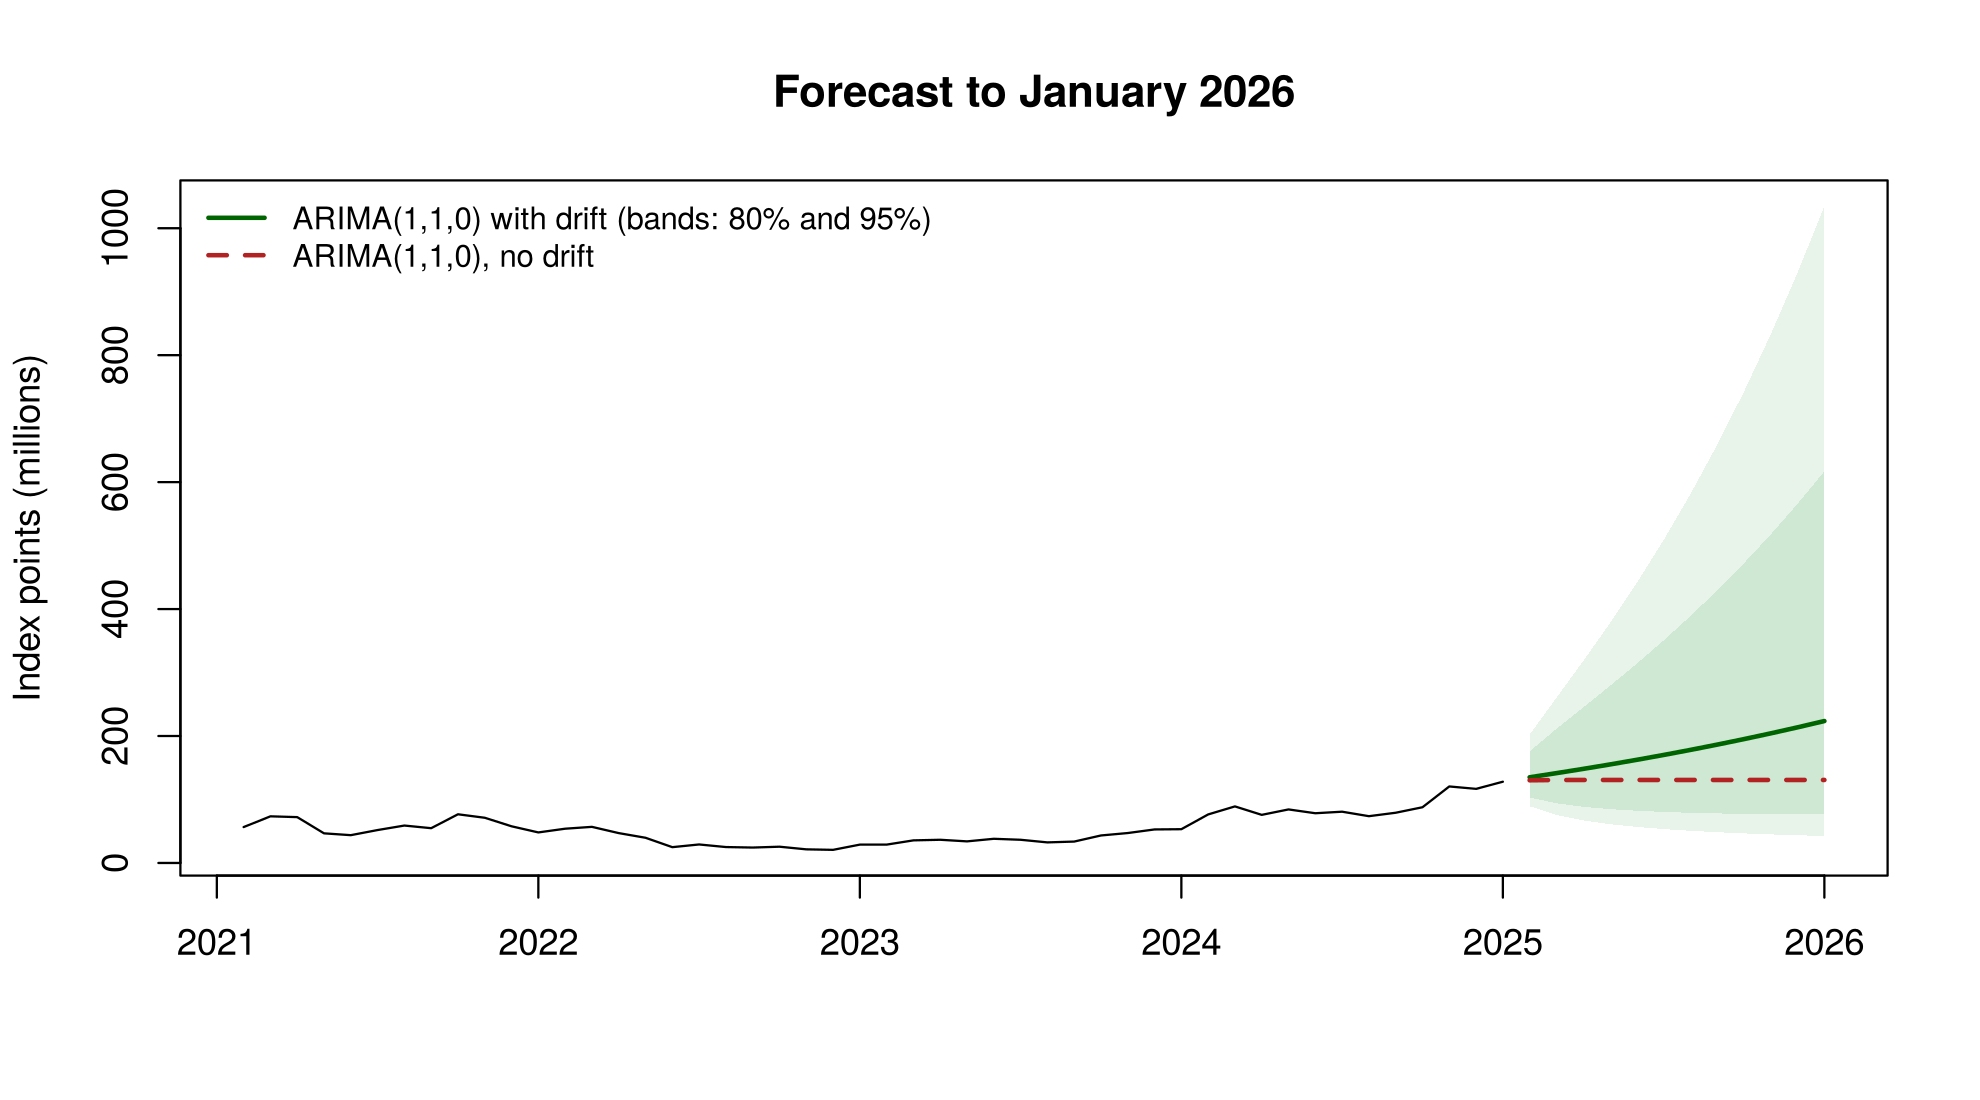 Forecast to January 2026
Index points (millions)
1000
800
600
400
200
0
ARIMA(1,1,0) with drift (bands: 80% and 95%)
ARIMA(1,1,0), no drift
2021 2022 2023 2024 2025 2026